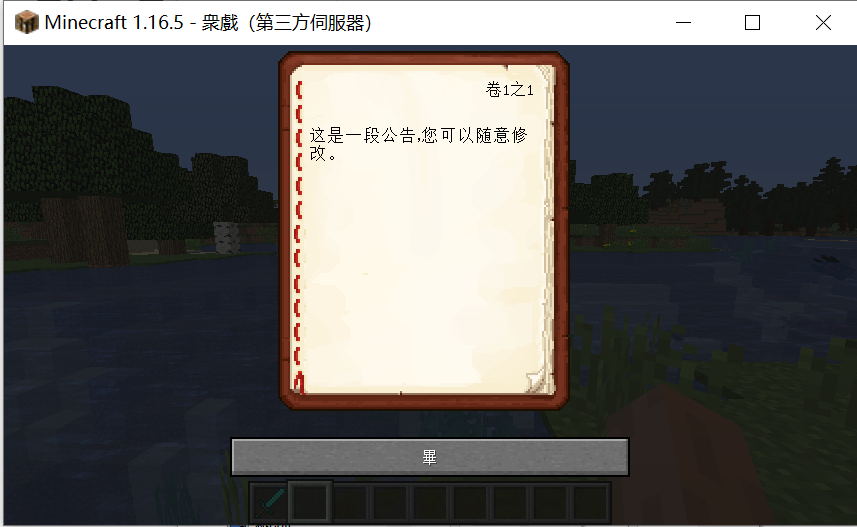 Minecraft 1.16.5 - 衆戲（第三方伺服器）
卷1之1
这是一段公告,您可以随意修
改。
畢